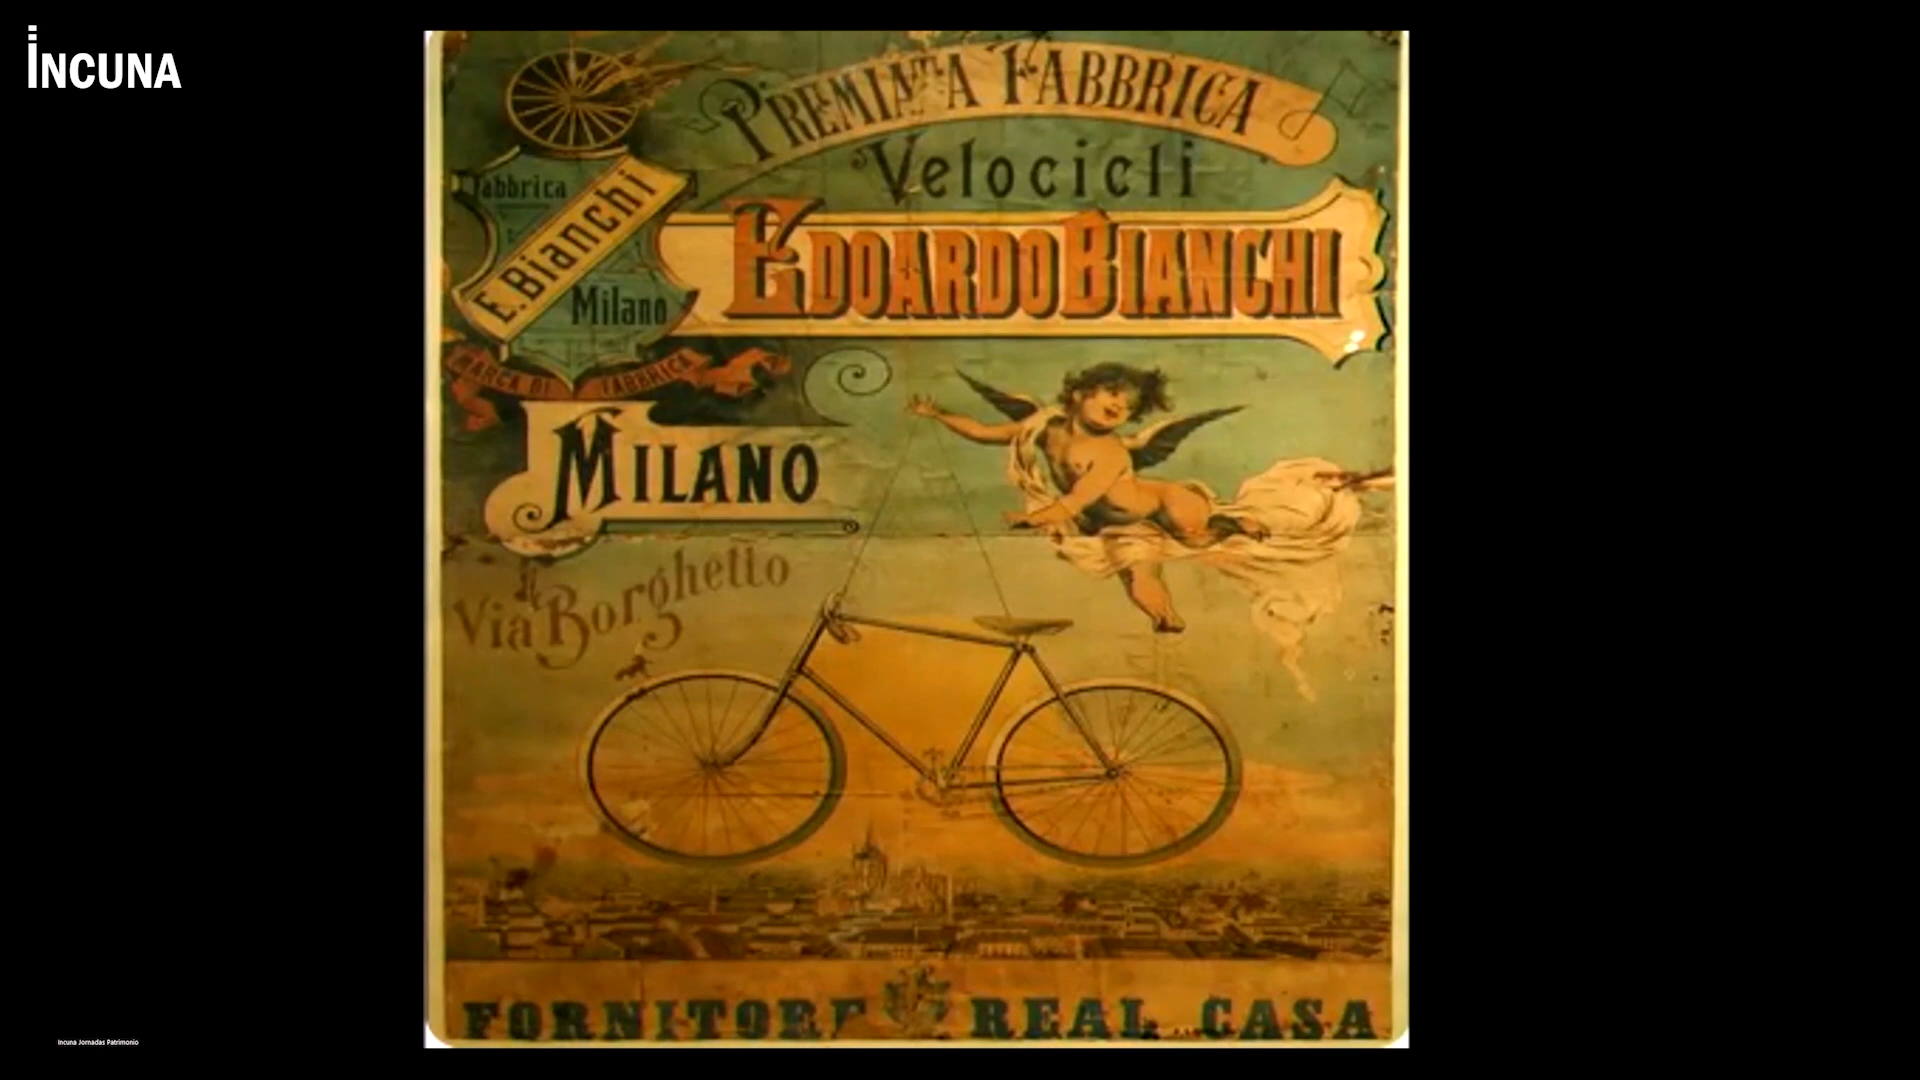 INCUNA
PREMIATA FABBRICA
Velocicli
EDOARDO BIANCHI
Fabbrica
E. Bianchi
Milano
MARCA DI FABBRICA
MILANO
Via Borghetto
FORNITORE REAL CASA
Incuna Jornadas Patrimonio